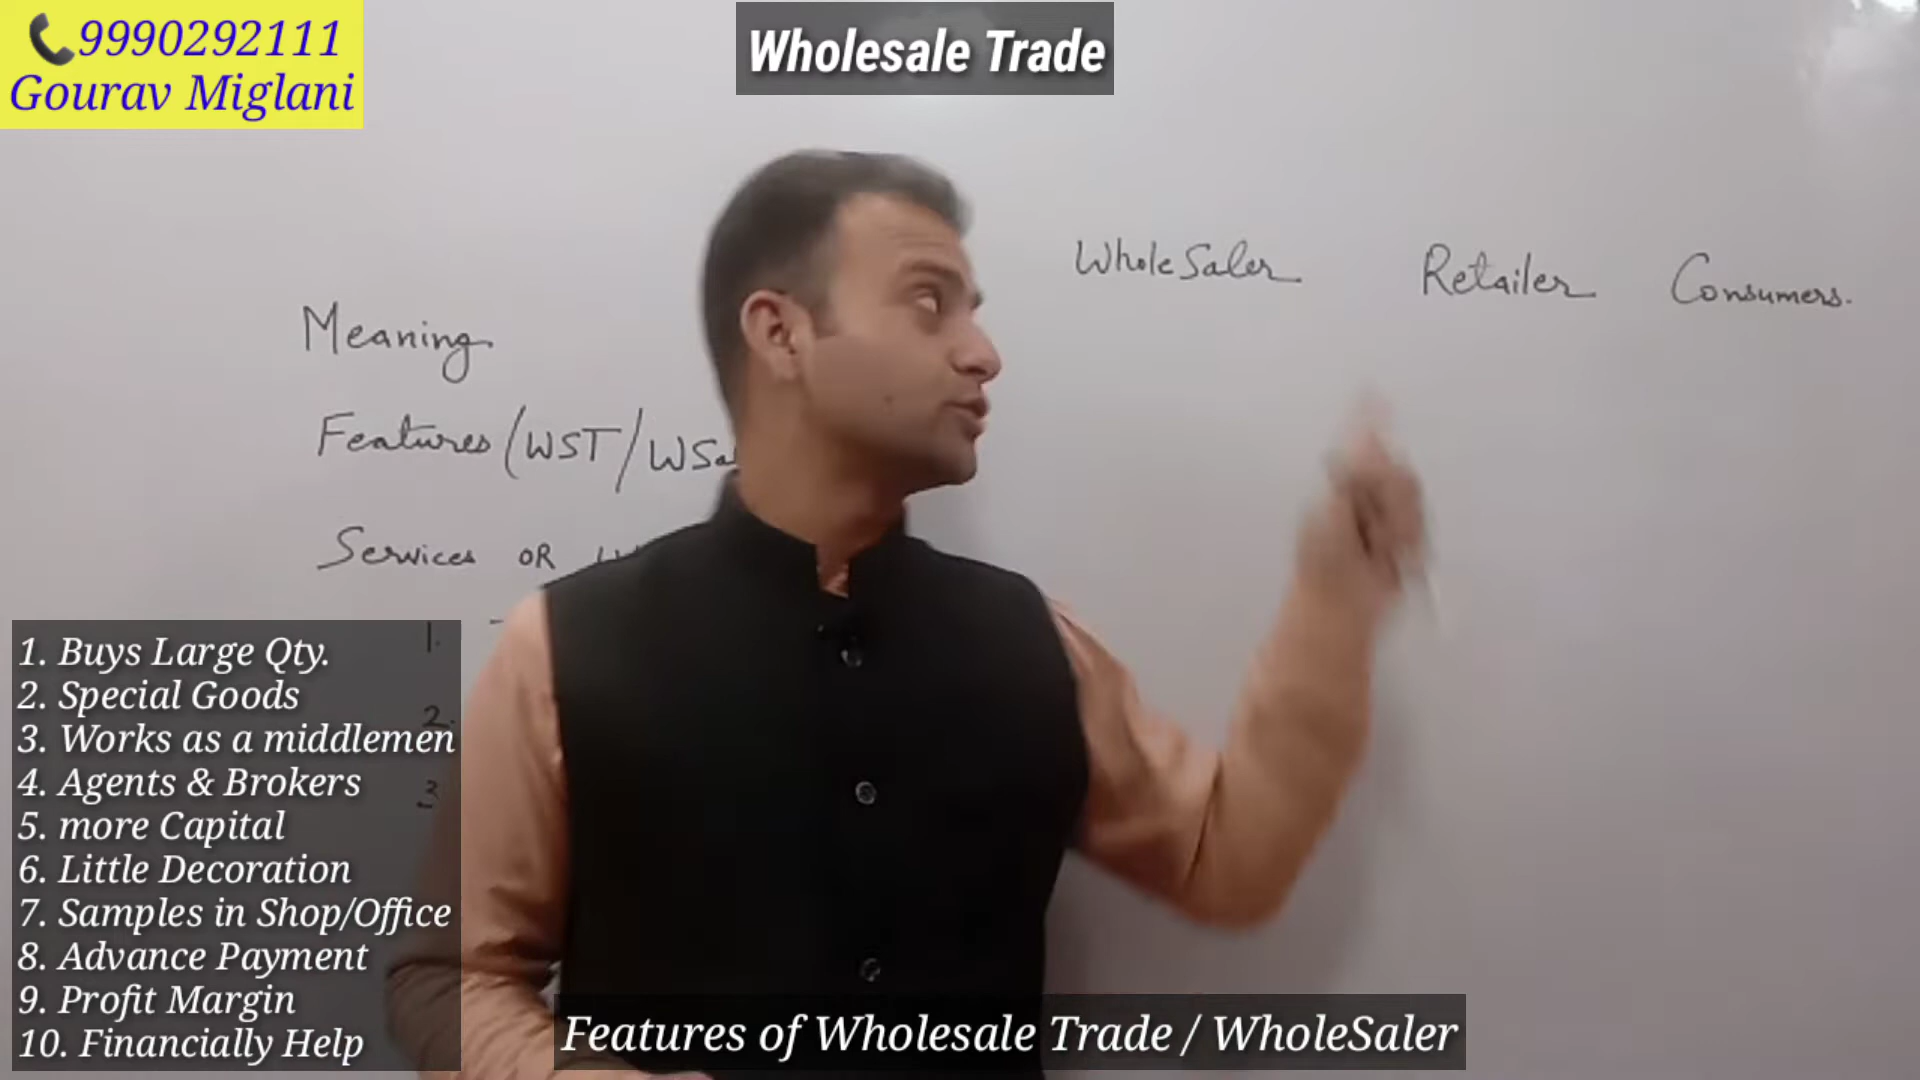 9990292111
Gourav Miglani
Wholesale Trade
WholeSaler Retailer Consumers.
Meaning
Features (WST/WSa
Services OR
1.
2.
3
1. Buys Large Qty.
2. Special Goods
3. Works as a middlemen
4. Agents & Brokers
5. more Capital
6. Little Decoration
7. Samples in Shop/Office
8. Advance Payment
9. Profit Margin
10. Financially Help
Features of Wholesale Trade / WholeSaler